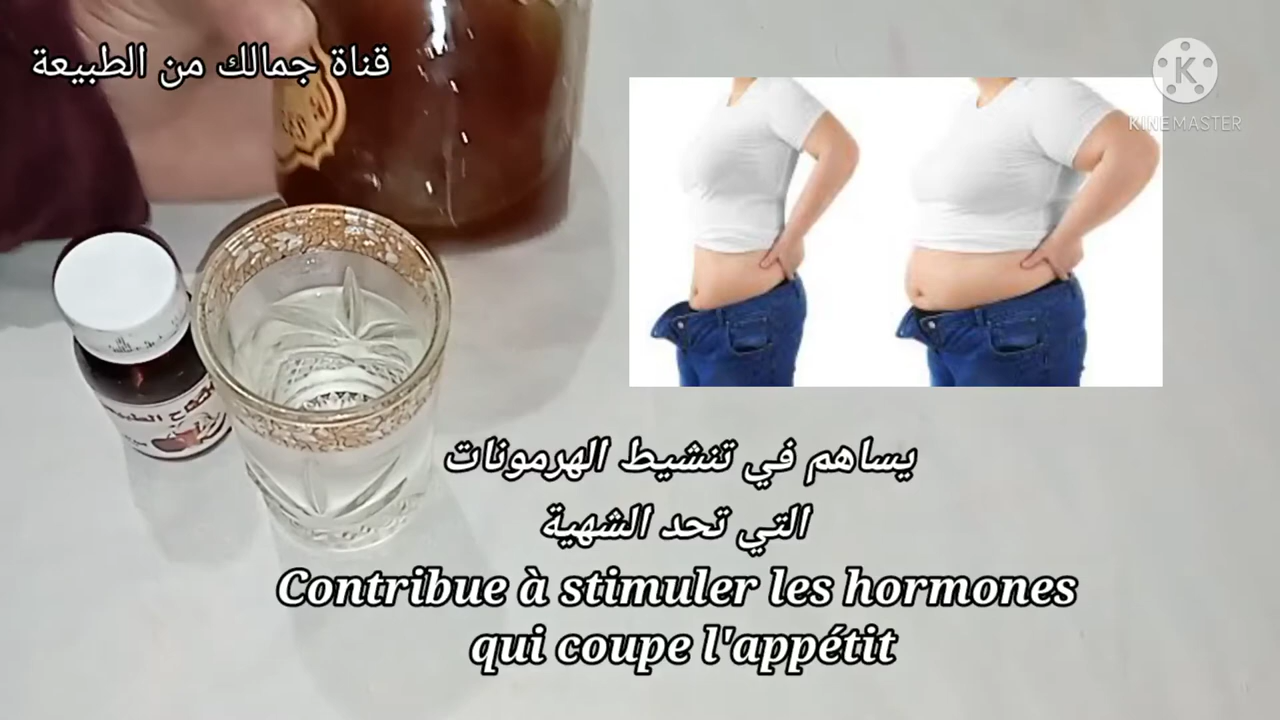 قناة جمالك من الطبيعة
KINEMASTER
يساهم في تنشيط الهرمونات
التي تحد الشهية
Contribue à stimuler les hormones
qui coupe l'appétit